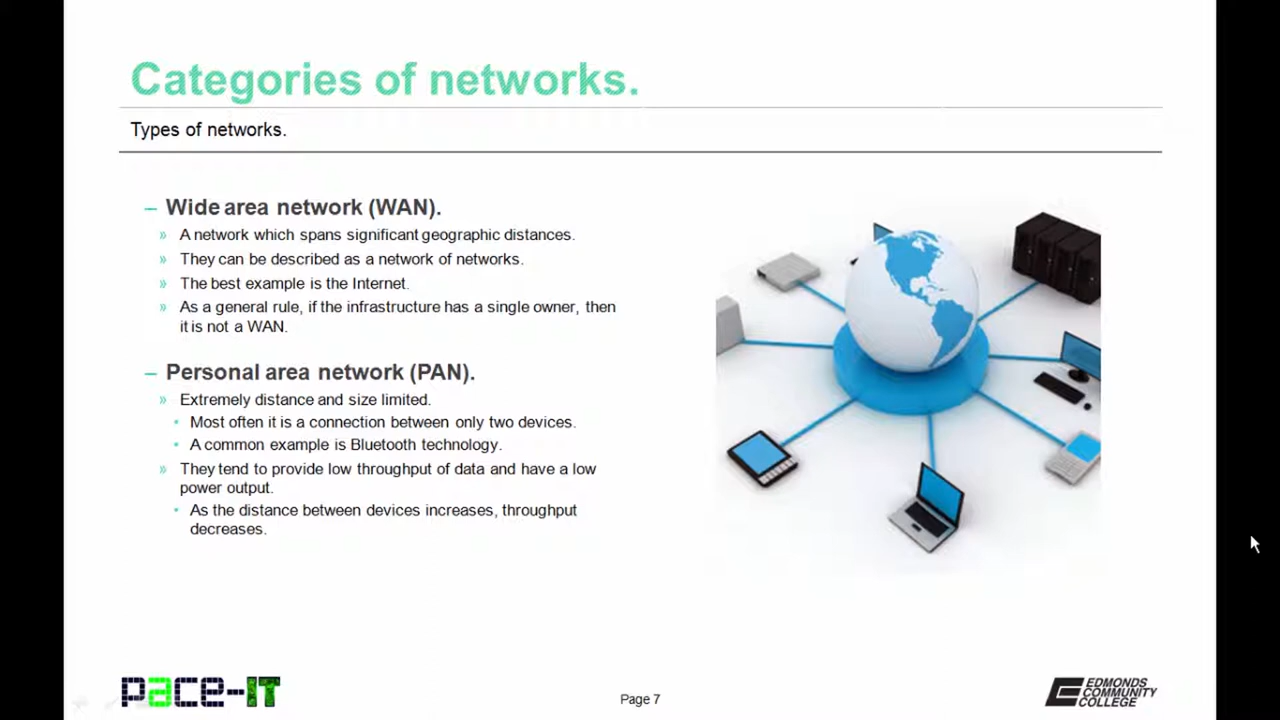 Categories of networks.
Types of networks.
– Wide area network (WAN).
» A network which spans significant geographic distances.
» They can be described as a network of networks.
» The best example is the Internet.
» As a general rule, if the infrastructure has a single owner, then
it is not a WAN.
– Personal area network (PAN).
» Extremely distance and size limited.
• Most often it is a connection between only two devices.
• A common example is Bluetooth technology.
» They tend to provide low throughput of data and have a low
power output.
• As the distance between devices increases, throughput
decreases.
pace-IT
Page 7
EDMONDS
COMMUNITY
COLLEGE